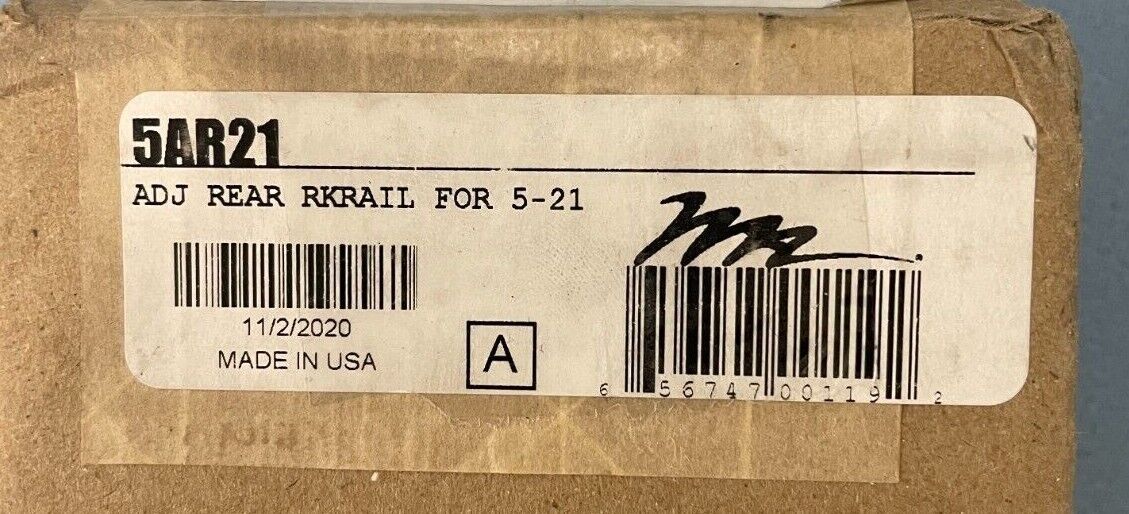 5AR21
ADJ REAR RKRAIL FOR 5-21
11/2/2020
MADE IN USA
A
6 56747 00119 2